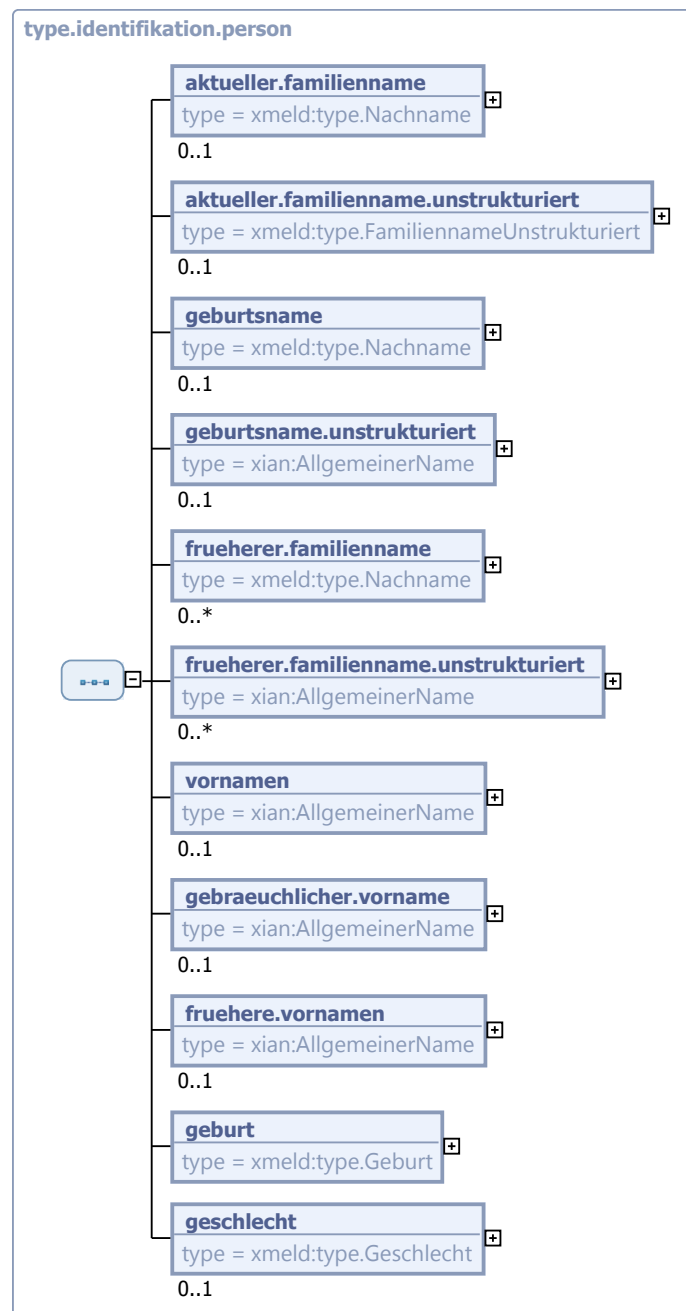 type.identifikation.person
aktueller.familienname
type = xmeld:type.Nachname
0..1
aktueller.familienname.unstrukturiert
type = xmeld:type.FamiliennameUnstrukturiert
0..1
geburtsname
type = xmeld:type.Nachname
0..1
geburtsname.unstrukturiert
type = xian:AllgemeinerName
0..1
frueherer.familienname
type = xmeld:type.Nachname
0..*
frueherer.familienname.unstrukturiert
type = xian:AllgemeinerName
0..*
vornamen
type = xian:AllgemeinerName
0..1
gebraeuchlicher.vorname
type = xian:AllgemeinerName
0..1
fruehere.vornamen
type = xian:AllgemeinerName
0..1
geburt
type = xmeld:type.Geburt
geschlecht
type = xmeld:type.Geschlecht
0..1